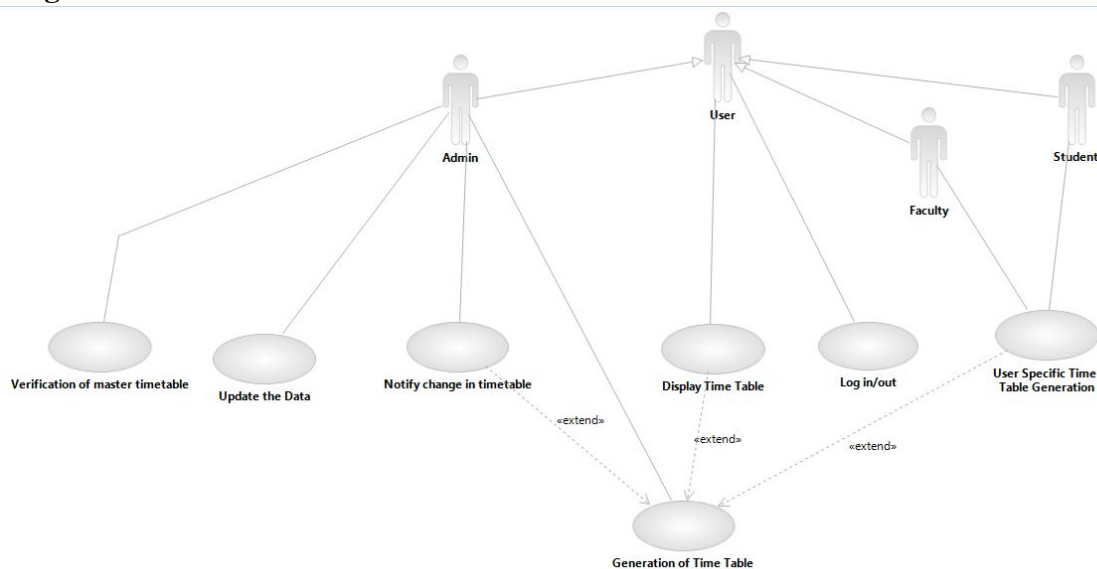 User
Admin
Student
Faculty
Verification of master timetable
Update the Data
Notify change in timetable
Display Time Table
Log in/out
User Specific Time
Table Generation
«extend»
«extend»
«extend»
Generation of Time Table